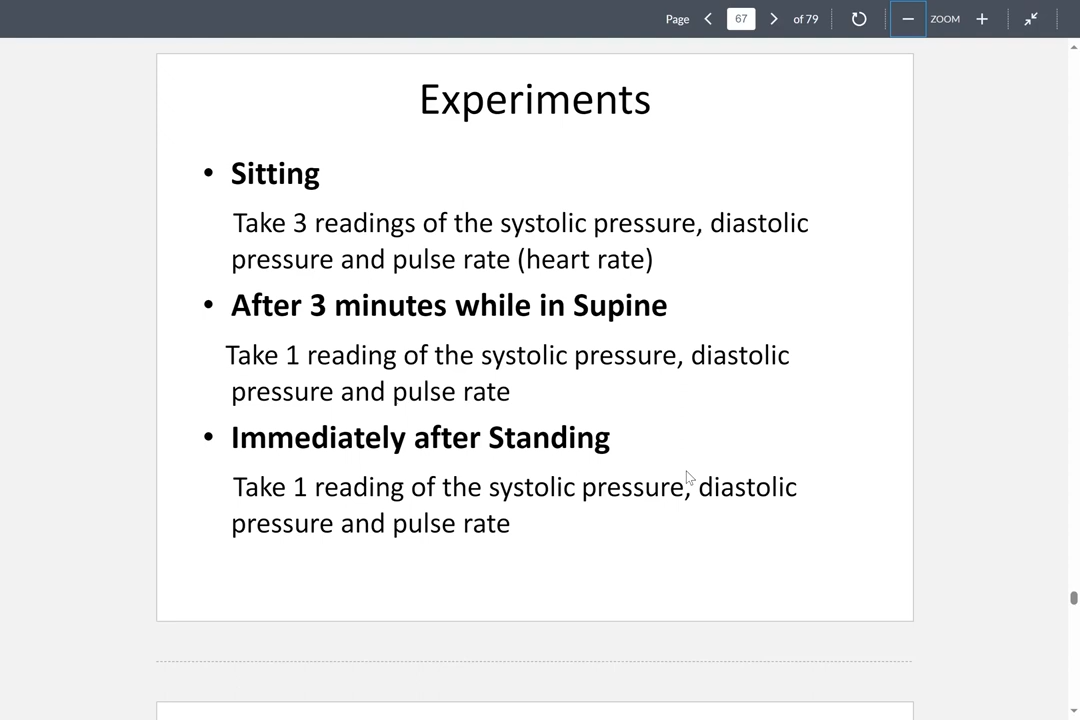 Page 67 of 79 ZOOM
Experiments
• Sitting
Take 3 readings of the systolic pressure, diastolic
pressure and pulse rate (heart rate)
• After 3 minutes while in Supine
Take 1 reading of the systolic pressure, diastolic
pressure and pulse rate
• Immediately after Standing
Take 1 reading of the systolic pressure, diastolic
pressure and pulse rate